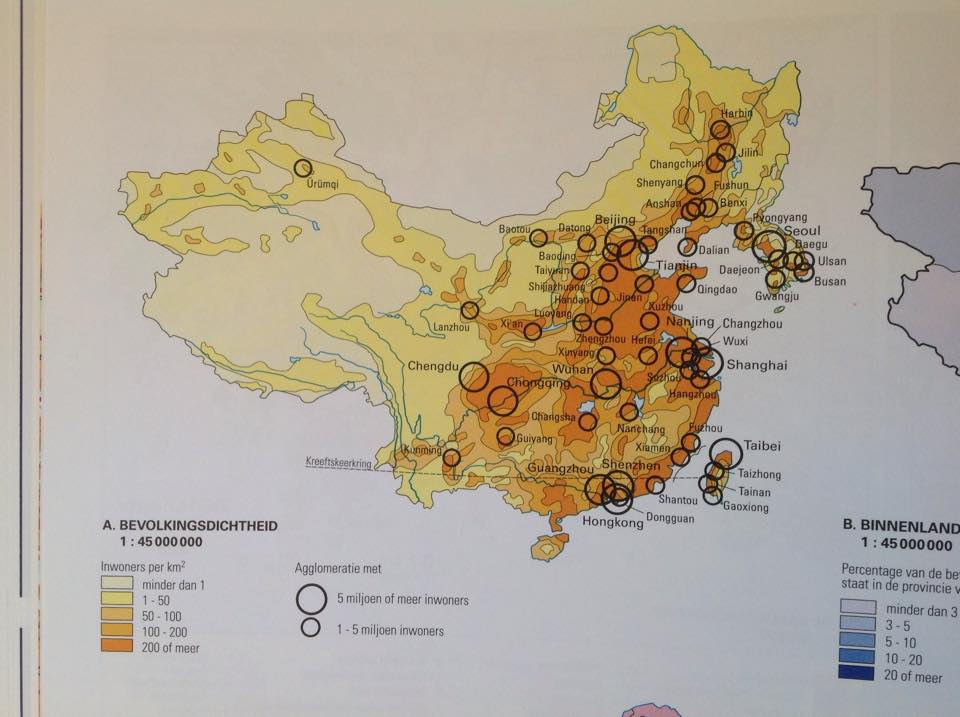 Harbin
Jilin
Changchun
Shenyang
Fushun
Anshan
Benxi
Ürümqi
Pyongyang
Baotou
Datong
Beijing
Tangshan
Seoul
Dalian
Daegu
Baoding
Tianjin
Ulsan
Taiyuan
Daejeon
Busan
Shijiazhuang
Qingdao
Gwangju
Handan
Jinan
Lanzhou
Xi'an
Luoyang
Xuzhou
Nanjing
Changzhou
Zhengzhou
Hefei
Wuxi
Xinyang
Chengdu
Wuhan
Shanghai
Chongqing
Suzhou
Hangzhou
Changsha
Nanchang
Fuzhou
Guiyang
Xiamen
Taibei
Kunming
Kreeftskeerkring
Guangzhou
Shenzhen
Taizhong
Shantou
Tainan
Gaoxiong
Hongkong
Dongguan
A. BEVOLKINGSDICHTHEID
1 : 45 000 000
Inwoners per km²
minder dan 1
1 - 50
50 - 100
100 - 200
200 of meer
Agglomeratie met
5 miljoen of meer inwoners
1 - 5 miljoen inwoners
B. BINNENLAND
1 : 45 000 000
Percentage van de be
staat in de provincie v
minder dan 3
3 - 5
5 - 10
10 - 20
20 of meer